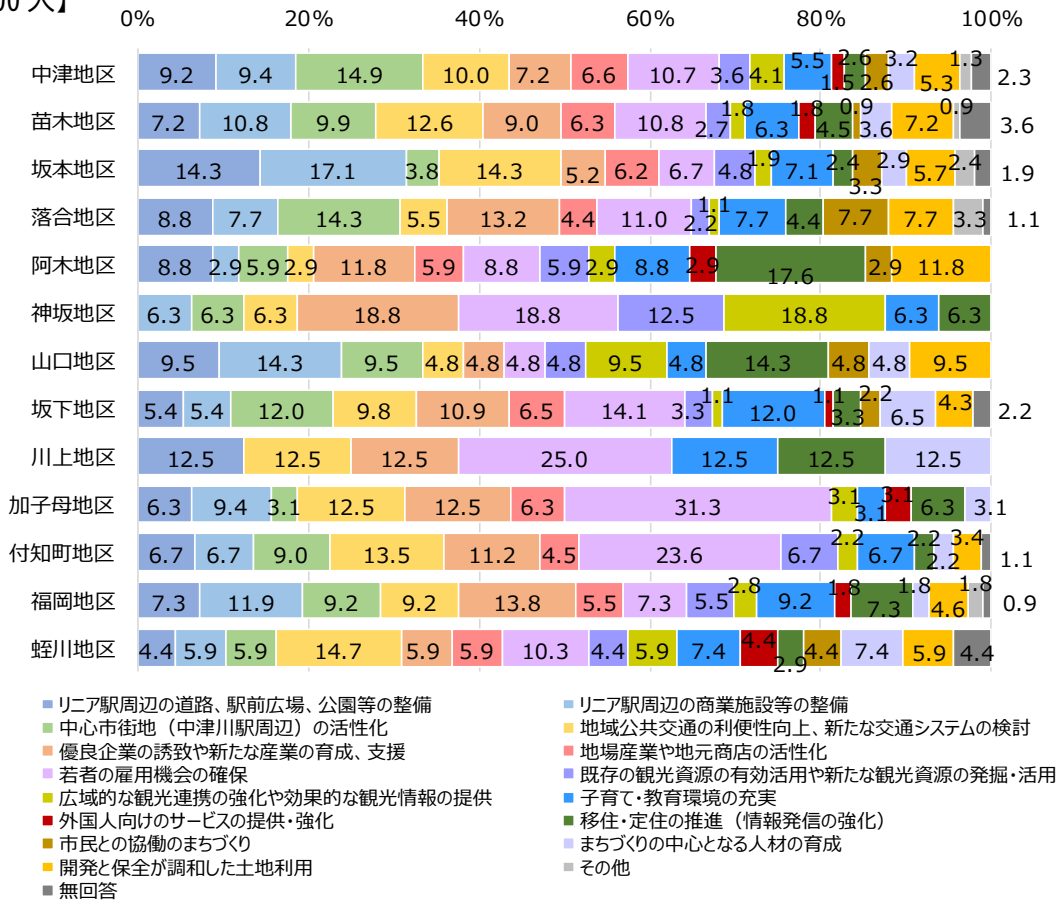 00 人】
0% 20% 40% 60% 80% 100%
中津地区 9.2 9.4 14.9 10.0 7.2 6.6 10.7 3.6 4.1 5.5 1.5 2.6 2.6 3.2 5.3 1.3 2.3
苗木地区 7.2 10.8 9.9 12.6 9.0 6.3 10.8 2.7 1.8 6.3 1.8 4.5 0.9 3.6 7.2 0.9 3.6
坂本地区 14.3 17.1 3.8 14.3 5.2 6.2 6.7 4.8 1.9 7.1 2.4 3.3 2.9 5.7 2.4 1.9
落合地区 8.8 7.7 14.3 5.5 13.2 4.4 11.0 2.2 1.1 7.7 4.4 7.7 7.7 3.3 1.1
阿木地区 8.8 2.9 5.9 2.9 11.8 5.9 8.8 5.9 2.9 8.8 2.9 17.6 2.9 11.8
神坂地区 6.3 6.3 6.3 18.8 18.8 12.5 18.8 6.3 6.3
山口地区 9.5 14.3 9.5 4.8 4.8 4.8 4.8 9.5 4.8 14.3 4.8 4.8 9.5
坂下地区 5.4 5.4 12.0 9.8 10.9 6.5 14.1 3.3 1.1 12.0 1.1 3.3 2.2 6.5 4.3 2.2
川上地区 12.5 12.5 12.5 25.0 12.5 12.5 12.5
加子母地区 6.3 9.4 3.1 12.5 12.5 6.3 31.3 3.1 3.1 3.1 6.3 3.1
付知町地区 6.7 6.7 9.0 13.5 11.2 4.5 23.6 6.7 2.2 6.7 2.2 2.2 3.4 1.1
福岡地区 7.3 11.9 9.2 9.2 13.8 5.5 7.3 5.5 2.8 9.2 1.8 7.3 1.8 4.6 1.8 0.9
蛭川地区 4.4 5.9 5.9 14.7 5.9 5.9 10.3 4.4 5.9 7.4 4.4 2.9 4.4 7.4 5.9 4.4
リニア駅周辺の道路、駅前広場、公園等の整備 リニア駅周辺の商業施設等の整備
中心市街地（中津川駅周辺）の活性化 地域公共交通の利便性向上、新たな交通システムの検討
優良企業の誘致や新たな産業の育成、支援 地場産業や地元商店の活性化
若者の雇用機会の確保 既存の観光資源の有効活用や新たな観光資源の発掘・活用
広域的な観光連携の強化や効果的な観光情報の提供 子育て・教育環境の充実
外国人向けのサービスの提供・強化 移住・定住の推進（情報発信の強化）
市民との協働のまちづくり まちづくりの中心となる人材の育成
開発と保全が調和した土地利用 その他
無回答